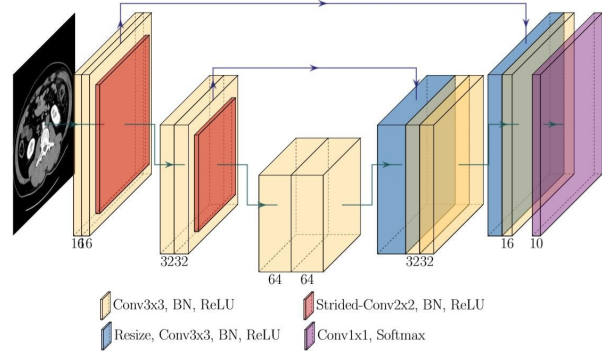 1616
3232
64 64
3232
16
10
Conv3x3, BN, ReLU
Strided-Conv2x2, BN, ReLU
Resize, Conv3x3, BN, ReLU
Conv1x1, Softmax